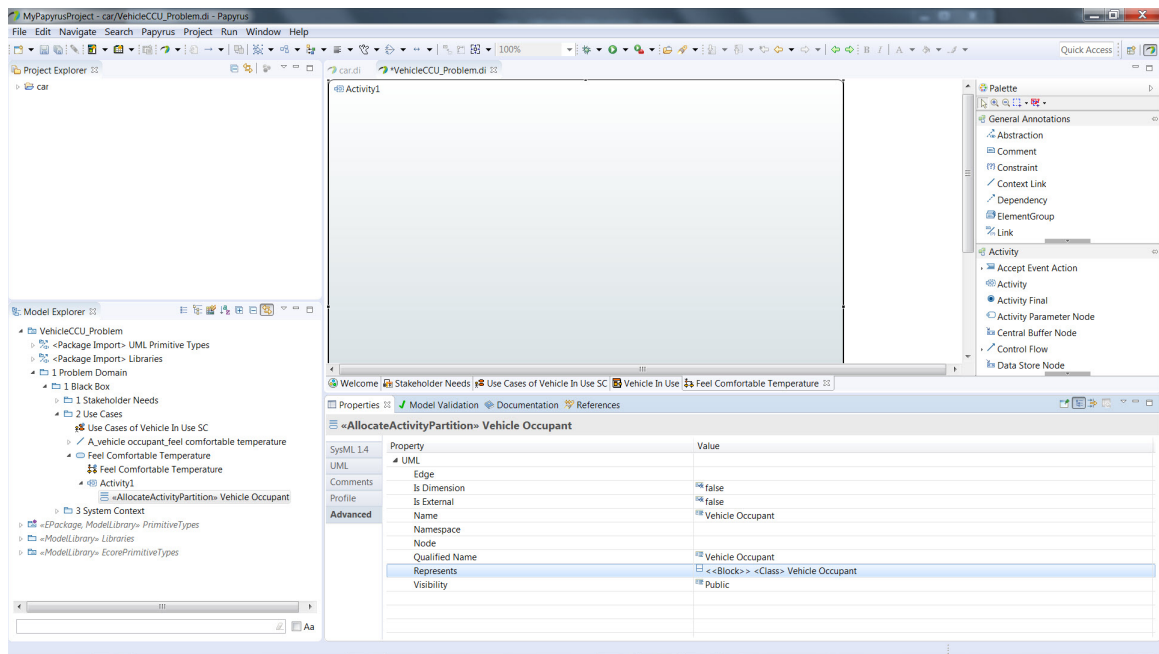 MyPapyrusProject - car/VehicleCCU_Problem.di - Papyrus
File Edit Navigate Search Papyrus Project Run Window Help
100%
B I A
Quick Access
Project Explorer
car
car.di *VehicleCCU_Problem.di
Activity1
Palette
General Annotations
Abstraction
Comment
Constraint
Context Link
Dependency
ElementGroup
Link
Activity
Accept Event Action
Activity
Activity Final
Activity Parameter Node
Central Buffer Node
Control Flow
Data Store Node
Model Explorer
VehicleCCU_Problem
<Package Import> UML Primitive Types
<Package Import> Libraries
1 Problem Domain
1 Black Box
1 Stakeholder Needs
2 Use Cases
Use Cases of Vehicle In Use SC
A_vehicle occupant_feel comfortable temperature
Feel Comfortable Temperature
Feel Comfortable Temperature
Activity1
«AllocateActivityPartition» Vehicle Occupant
3 System Context
«EPackage, ModelLibrary» PrimitiveTypes
«ModelLibrary» Libraries
«ModelLibrary» EcorePrimitiveTypes
Aa
Welcome Stakeholder Needs Use Cases of Vehicle In Use SC Vehicle In Use Feel Comfortable Temperature
Properties Model Validation Documentation References
«AllocateActivityPartition» Vehicle Occupant
SysML 1.4
UML
Comments
Profile
Advanced
Property Value
UML
Edge
Is Dimension false
Is External false
Name Vehicle Occupant
Namespace
Node
Qualified Name Vehicle Occupant
Represents <<Block>> <Class> Vehicle Occupant
Visibility Public